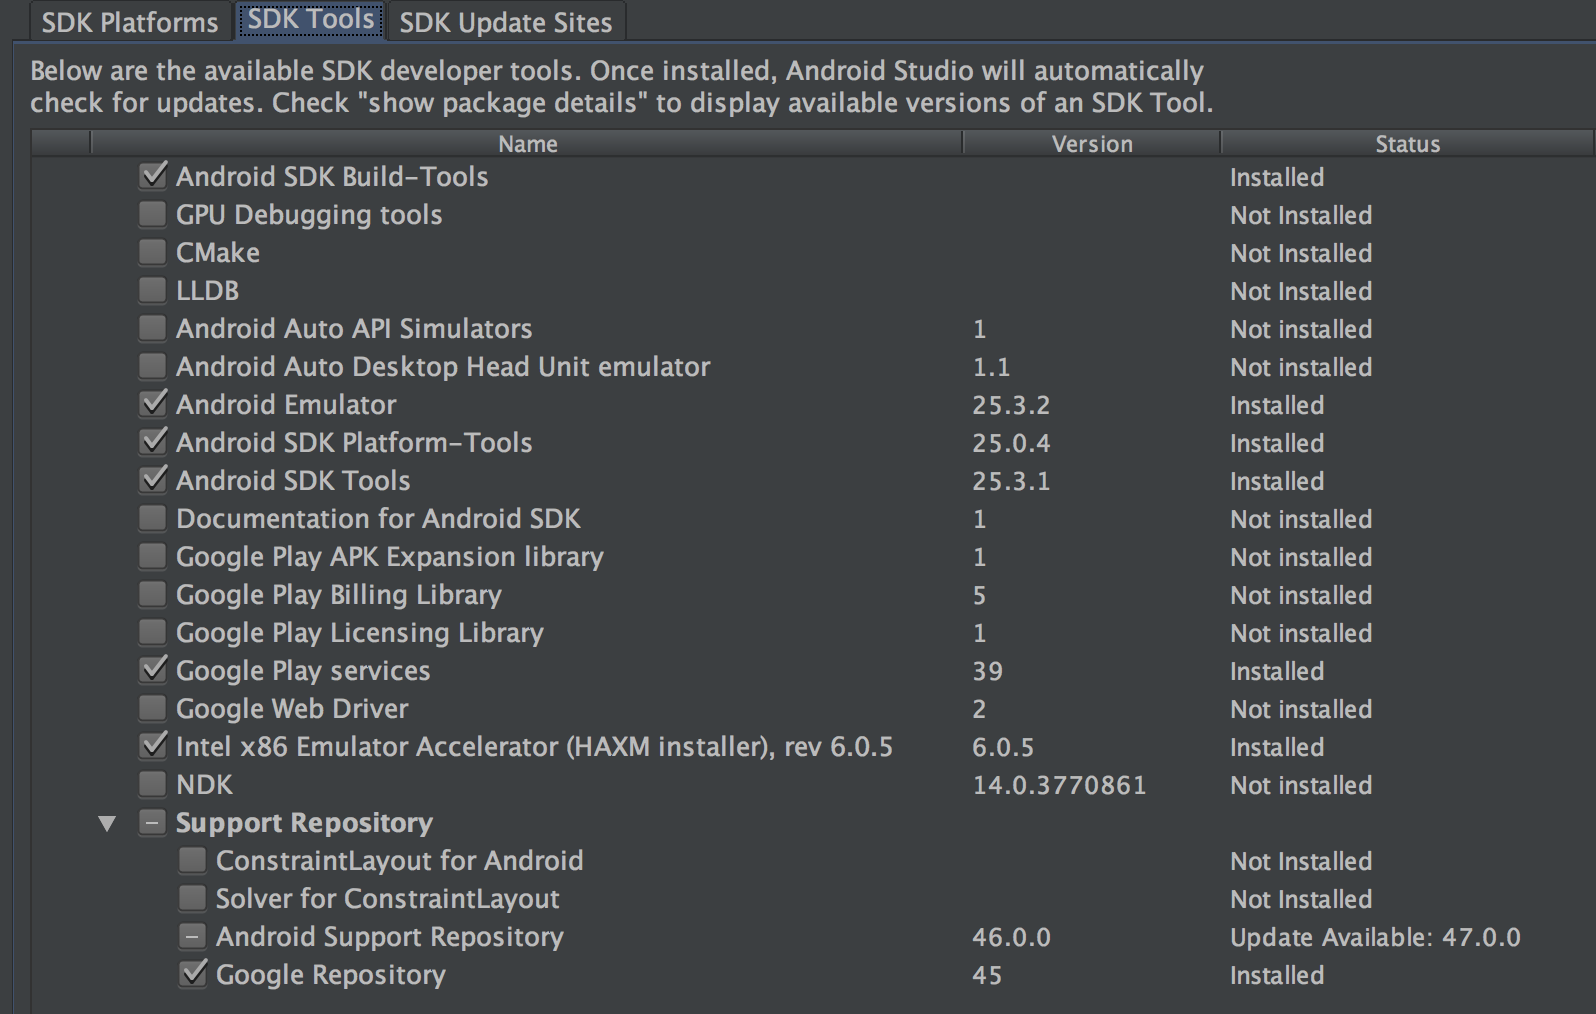 SDK Platforms SDK Tools SDK Update Sites
Below are the available SDK developer tools. Once installed, Android Studio will automatically
check for updates. Check "show package details" to display available versions of an SDK Tool.
Name Version Status
Android SDK Build-Tools Installed
GPU Debugging tools Not Installed
CMake Not Installed
LLDB Not Installed
Android Auto API Simulators 1 Not installed
Android Auto Desktop Head Unit emulator 1.1 Not installed
Android Emulator 25.3.2 Installed
Android SDK Platform-Tools 25.0.4 Installed
Android SDK Tools 25.3.1 Installed
Documentation for Android SDK 1 Not installed
Google Play APK Expansion library 1 Not installed
Google Play Billing Library 5 Not installed
Google Play Licensing Library 1 Not installed
Google Play services 39 Installed
Google Web Driver 2 Not installed
Intel x86 Emulator Accelerator (HAXM installer), rev 6.0.5 6.0.5 Installed
NDK 14.0.3770861 Not installed
Support Repository
ConstraintLayout for Android Not Installed
Solver for ConstraintLayout Not Installed
Android Support Repository 46.0.0 Update Available: 47.0.0
Google Repository 45 Installed